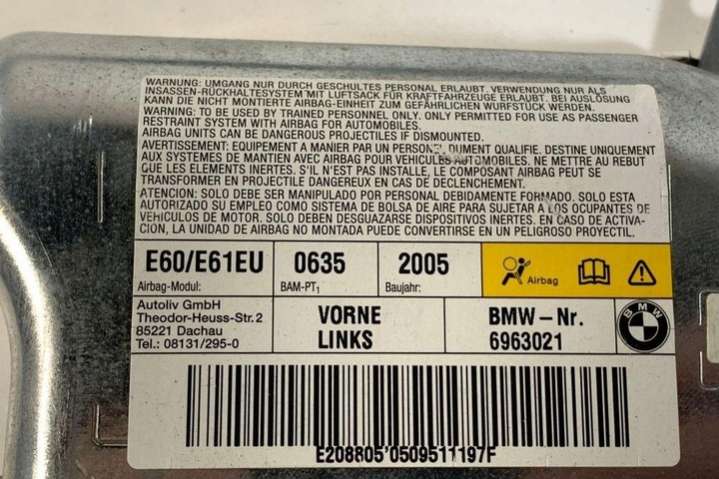 WARNUNG: UMGANG NUR DURCH GESCHULTES PERSONAL ERLAUBT. VERWENDUNG NUR ALS
INSASSEN-RÜCKHALTESYSTEM MIT LUFTSACK FÜR KRAFTFAHRZEUGE ERLAUBT. BEI AUSLÖSUNG
KANN DIE NICHT MONTIERTE AIRBAG-EINHEIT ZUM GEFÄHRLICHEN WURFSTÜCK WERDEN.
WARNING: TO BE USED BY TRAINED PERSONNEL ONLY. ONLY PERMITTED FOR USE AS PASSENGER
RESTRAINT SYSTEM WITH AIRBAG FOR AUTOMOBILES.
AIRBAG UNITS CAN BE DANGEROUS PROJECTILES IF DISMOUNTED.
AVERTISSEMENT: EQUIPEMENT A MANIER PAR UN PERSONEL DUMENT QUALIFIE. DESTINE UNIQUEMENT
AUX SYSTEMES DE MANTIEN AVEC AIRBAG POUR VEHICULES AUTOMOBILES. NE METTRE AU REBUT
QUE LES ELEMENTS INERTES. S'IL N'EST PAS INSTALLE, LE COMPOSANT AIRBAG PEUT SE
TRANSFORMER EN PROJECTILE DANGEREUX EN CAS DE DECLENCHEMENT.
ATENCION: SOLO DEBE SER MANIPULADO POR PERSONAL DEBIDAMENTE FORMADO. SOLO ESTA
AUTORIZADO SU EMPLEO COMO SISTEMA DE BOLSA DE AIRE PARA SUJETAR A LOS OCUPANTES DE
VEHICULOS DE MOTOR. SOLO DEBEN DESGUAZARSE DISPOSITIVOS INERTES. EN CASO DE ACTIVA-
CION, LA UNIDAD DE AIRBAG NO MONTADA PUEDE CONVERTIRSE EN UN PELIGROSO PROYECTIL.
E60/E61EU 0635 2005
Airbag-Modul: BAM-PT1 Baujahr: Airbag
Autoliv GmbH
Theodor-Heuss-Str.2
85221 Dachau
Tel.: 08131/295-0
VORNE
LINKS
BMW-Nr.
6963021
BMW
E208805'0509511197F